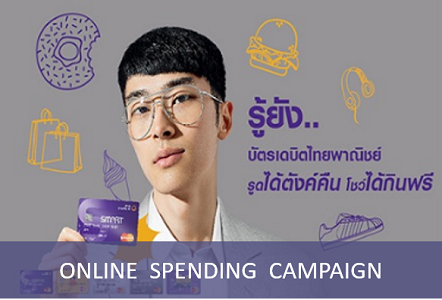 รู้ยัง..
บัตรเดบิตไทยพาณิชย์
รูดได้ตังค์คืน โชว์ได้กินฟรี
SMART
ONLINE SPENDING CAMPAIGN